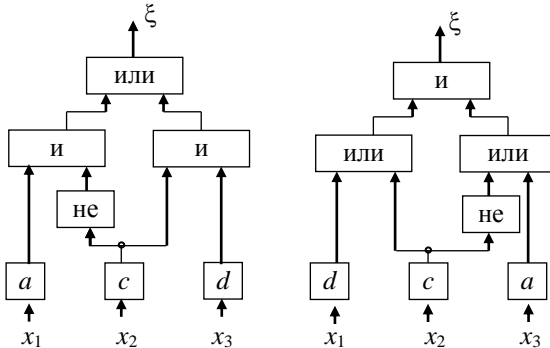 ξ ξ
или и
и и или или
не не
a c d d c a
x₁ x₂ x₃ x₁ x₂ x₃